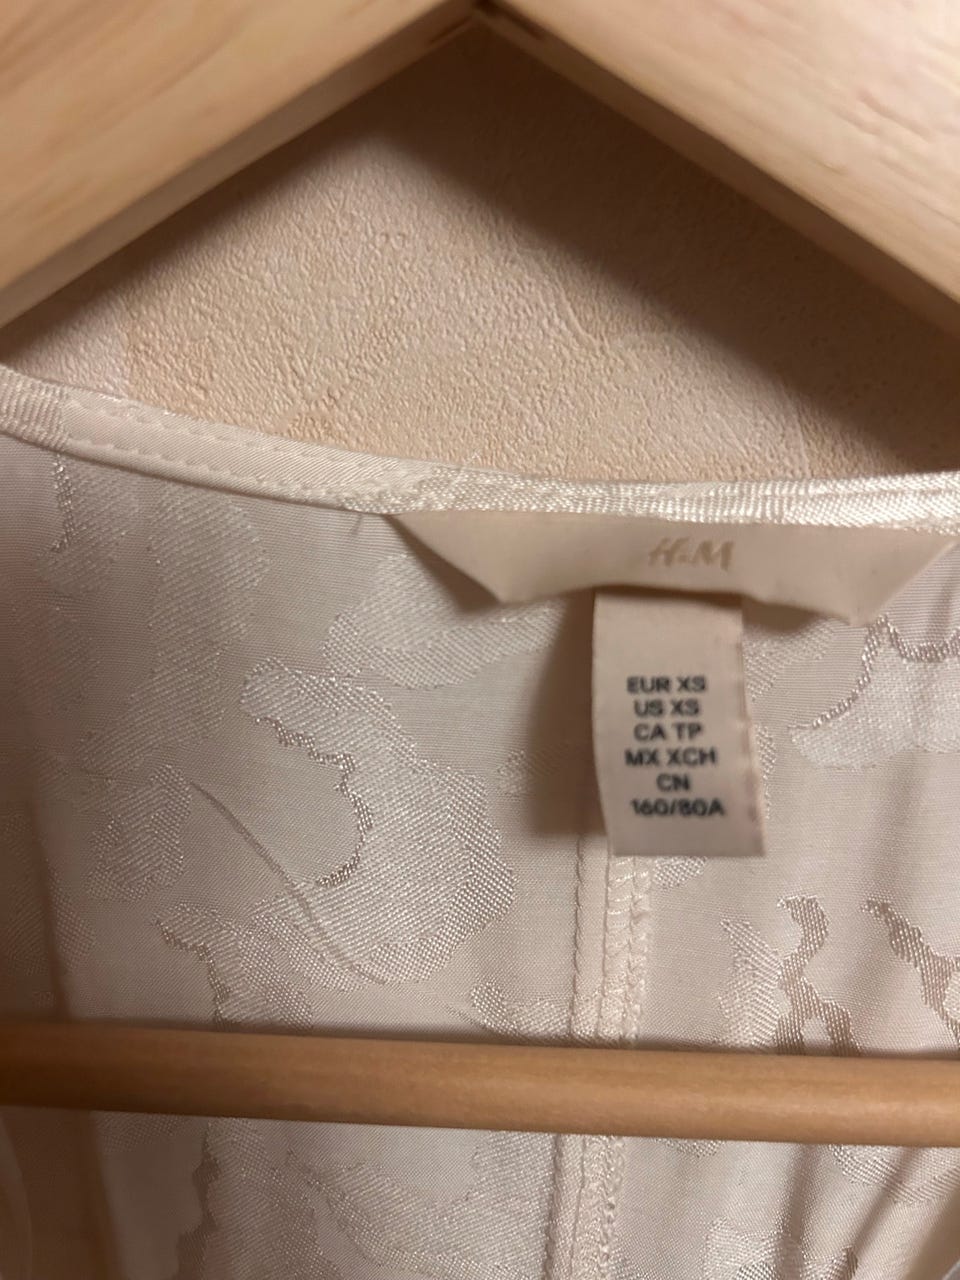 H&M
EUR XS
US XS
CA TP
MX XCH
CN
160/80A